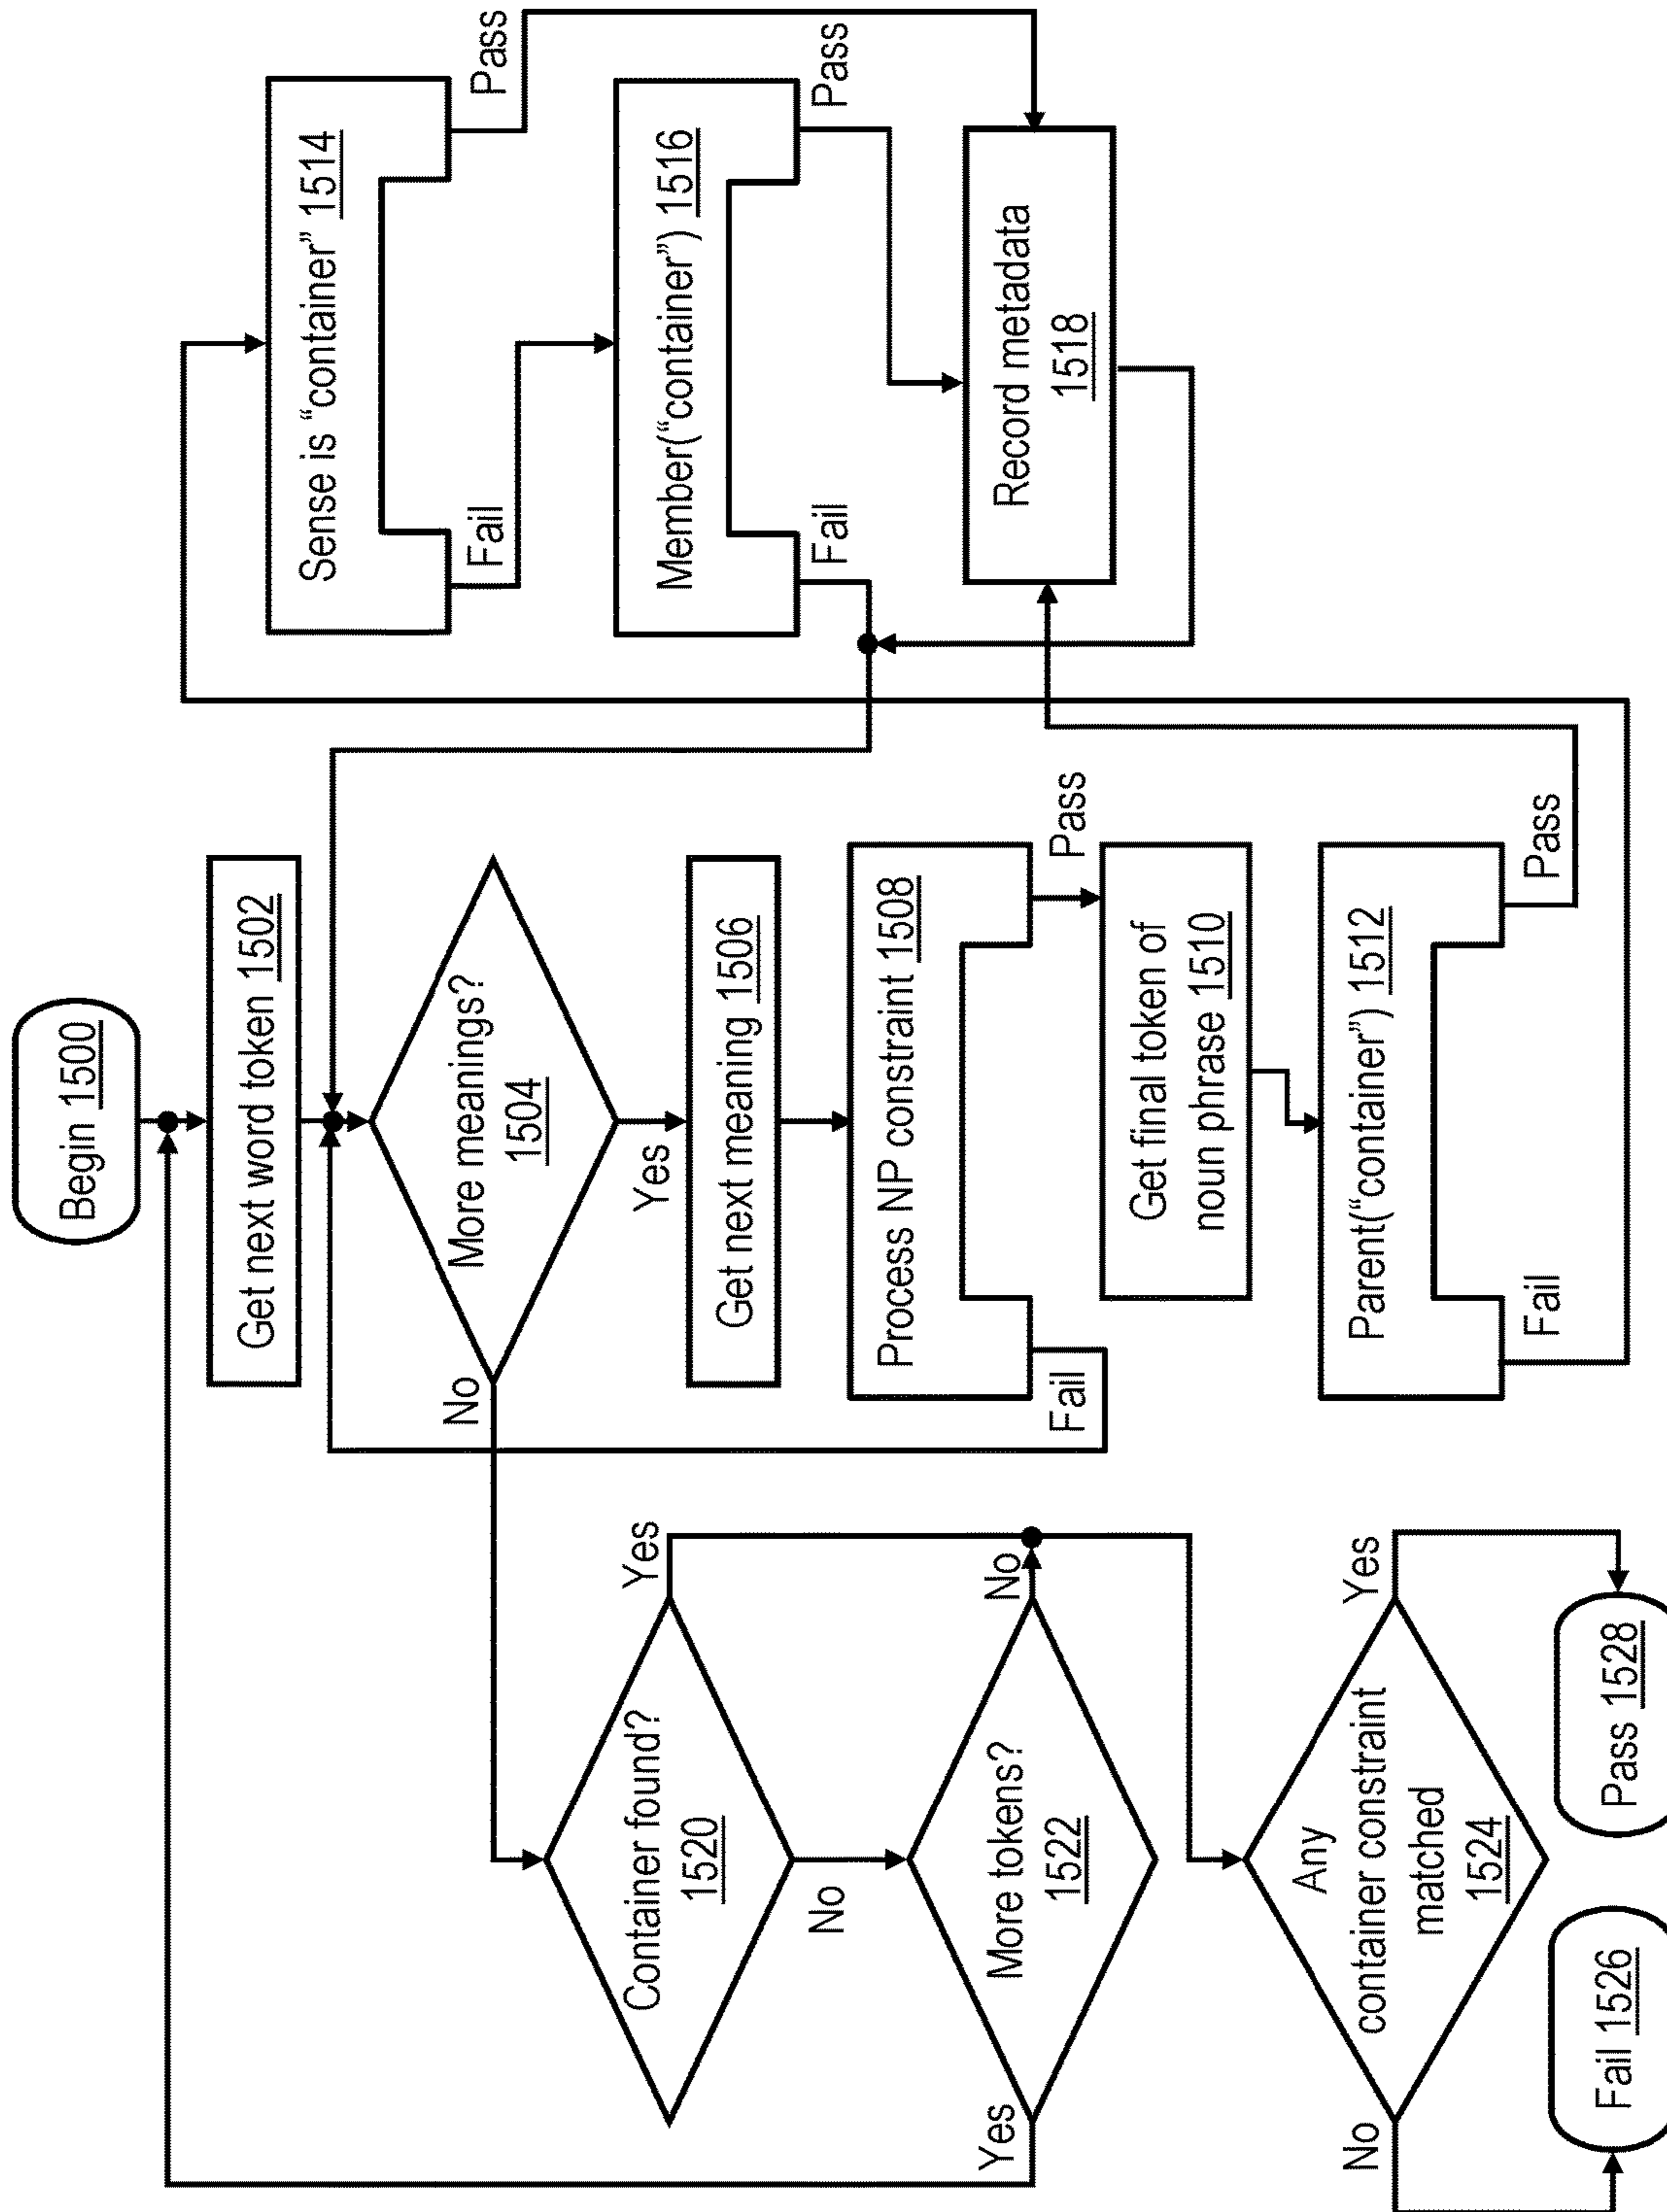 Begin 1500
Get next word token 1502
More meanings?
1504
No
Yes
Get next meaning 1506
Process NP constraint 1508
Fail
Pass
Get final token of
noun phrase 1510
Parent(“container”) 1512
Fail
Pass
Sense is “container” 1514
Fail
Pass
Member(“container”) 1516
Fail
Pass
Record metadata
1518
Container found?
1520
Yes
No
More tokens?
1522
Yes
No
Any
container constraint
matched
1524
No
Yes
Fail 1526
Pass 1528